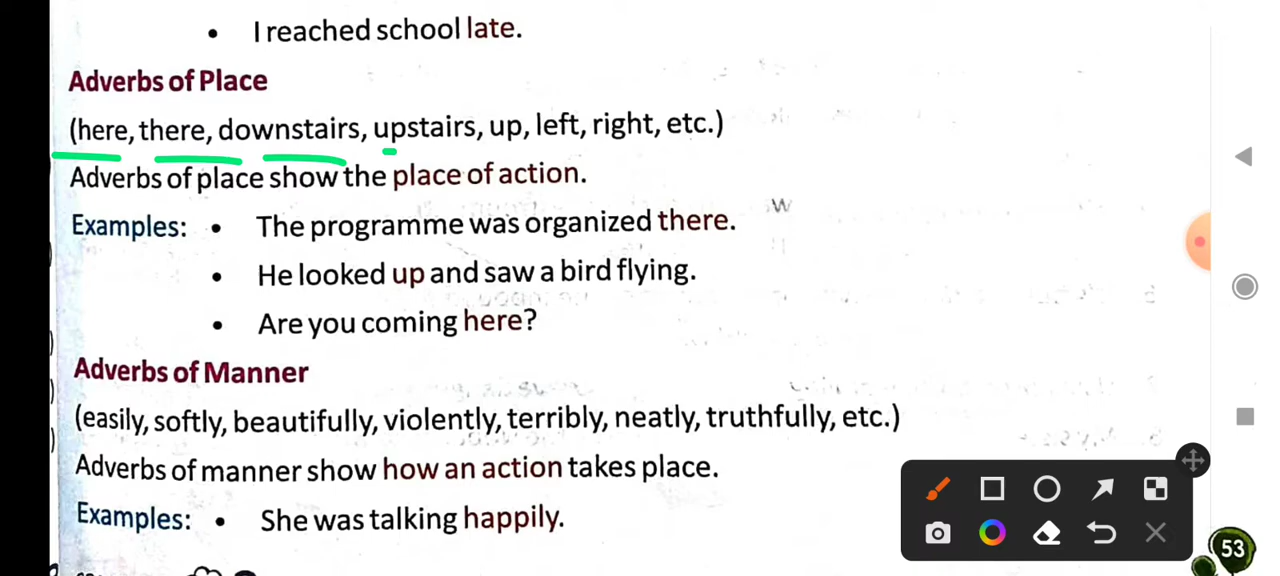 • I reached school late.
Adverbs of Place
(here, there, downstairs, upstairs, up, left, right, etc.)
Adverbs of place show the place of action.
Examples: • The programme was organized there.
• He looked up and saw a bird flying.
• Are you coming here?
Adverbs of Manner
(easily, softly, beautifully, violently, terribly, neatly, truthfully, etc.)
Adverbs of manner show how an action takes place.
Examples: • She was talking happily.
53